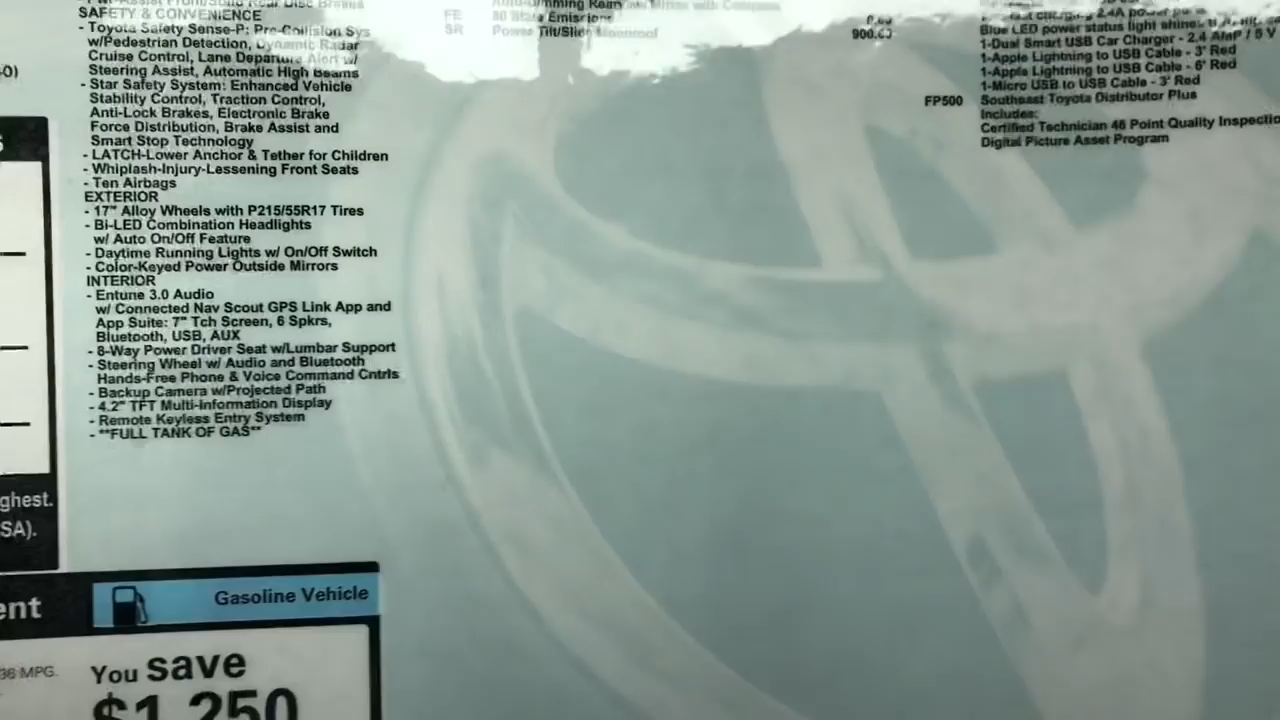 SAFETY & CONVENIENCE
- Toyota Safety Sense-P: Pre-Collision Sys
w/Pedestrian Detection, Dynamic Radar
Cruise Control, Lane Departure Alert w/
Steering Assist, Automatic High Beams
- Star Safety System: Enhanced Vehicle
Stability Control, Traction Control,
Anti-Lock Brakes, Electronic Brake
Force Distribution, Brake Assist and
Smart Stop Technology
- LATCH-Lower Anchor & Tether for Children
- Whiplash-Injury-Lessening Front Seats
- Ten Airbags
EXTERIOR
- 17" Alloy Wheels with P215/55R17 Tires
- Bi-LED Combination Headlights
w/ Auto On/Off Feature
- Daytime Running Lights w/ On/Off Switch
- Color-Keyed Power Outside Mirrors
INTERIOR
- Entune 3.0 Audio
w/ Connected Nav Scout GPS Link App and
App Suite: 7" Tch Screen, 6 Spkrs,
Bluetooth, USB, AUX
- 8-Way Power Driver Seat w/Lumbar Support
- Steering Wheel w/ Audio and Bluetooth
Hands-Free Phone & Voice Command Cntrls
- Backup Camera w/Projected Path
- 4.2" TFT Multi-Information Display
- Remote Keyless Entry System
- **FULL TANK OF GAS**
FE 50 State Emissions
SR Power Tilt/Slide Moonroof 900.00
Blue LED power status light
1-Dual Smart USB Car Charger - 2.4 AMP / 5 V
1-Apple Lightning to USB Cable - 3' Red
1-Apple Lightning to USB Cable - 6' Red
1-Micro USB to USB Cable - 3' Red
FP500 Southeast Toyota Distributor Plus
Includes:
Certified Technician 48 Point Quality Inspectio
Digital Picture Asset Program
ghest.
SA).
ent
Gasoline Vehicle
36 MPG.
You save
$1,250